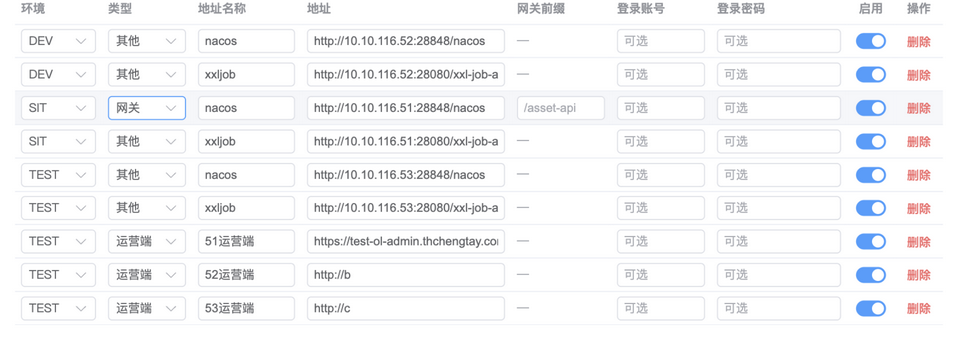 环境 类型 地址名称 地址 网关前缀 登录账号 登录密码 启用 操作
DEV 其他 nacos http://10.10.116.52:28848/nacos — 可选 可选 删除
DEV 其他 xxljob http://10.10.116.52:28080/xxl-job-a — 可选 可选 删除
SIT 网关 nacos http://10.10.116.51:28848/nacos /asset-api 可选 可选 删除
SIT 其他 xxljob http://10.10.116.51:28080/xxl-job-a — 可选 可选 删除
TEST 其他 nacos http://10.10.116.53:28848/nacos — 可选 可选 删除
TEST 其他 xxljob http://10.10.116.53:28080/xxl-job-a — 可选 可选 删除
TEST 运营端 51运营端 https://test-ol-admin.thchengtay.co — 可选 可选 删除
TEST 运营端 52运营端 http://b — 可选 可选 删除
TEST 运营端 53运营端 http://c — 可选 可选 删除